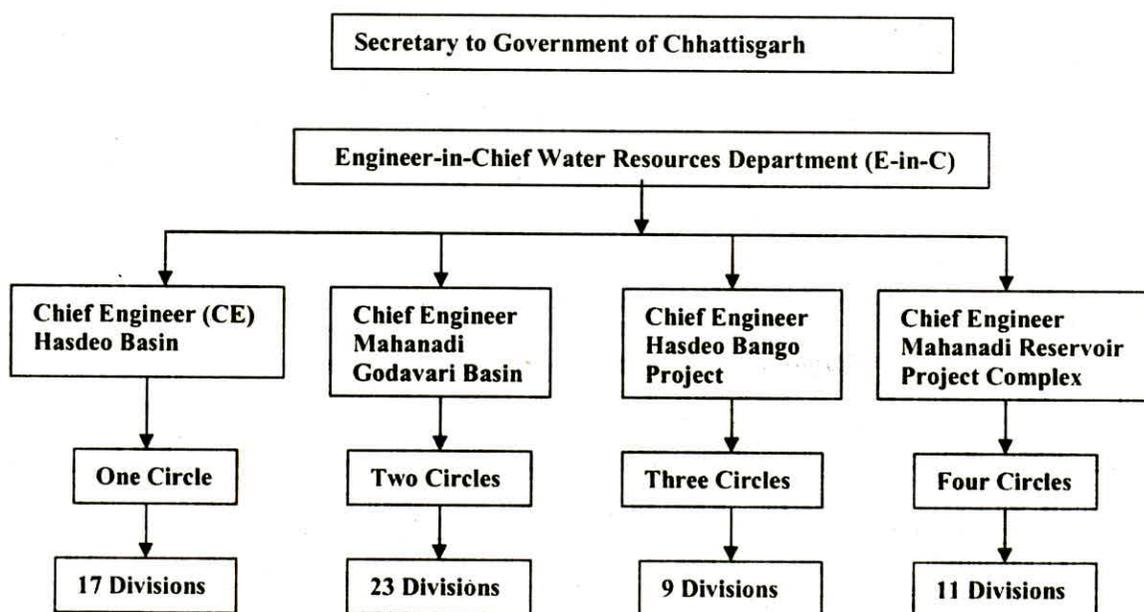 Secretary to Government of Chhattisgarh
Engineer-in-Chief Water Resources Department (E-in-C)
Chief Engineer (CE)
Hasdeo Basin
Chief Engineer
Mahanadi
Godavari Basin
Chief Engineer
Hasdeo Bango
Project
Chief Engineer
Mahanadi Reservoir
Project Complex
One Circle
Two Circles
Three Circles
Four Circles
17 Divisions
23 Divisions
9 Divisions
11 Divisions